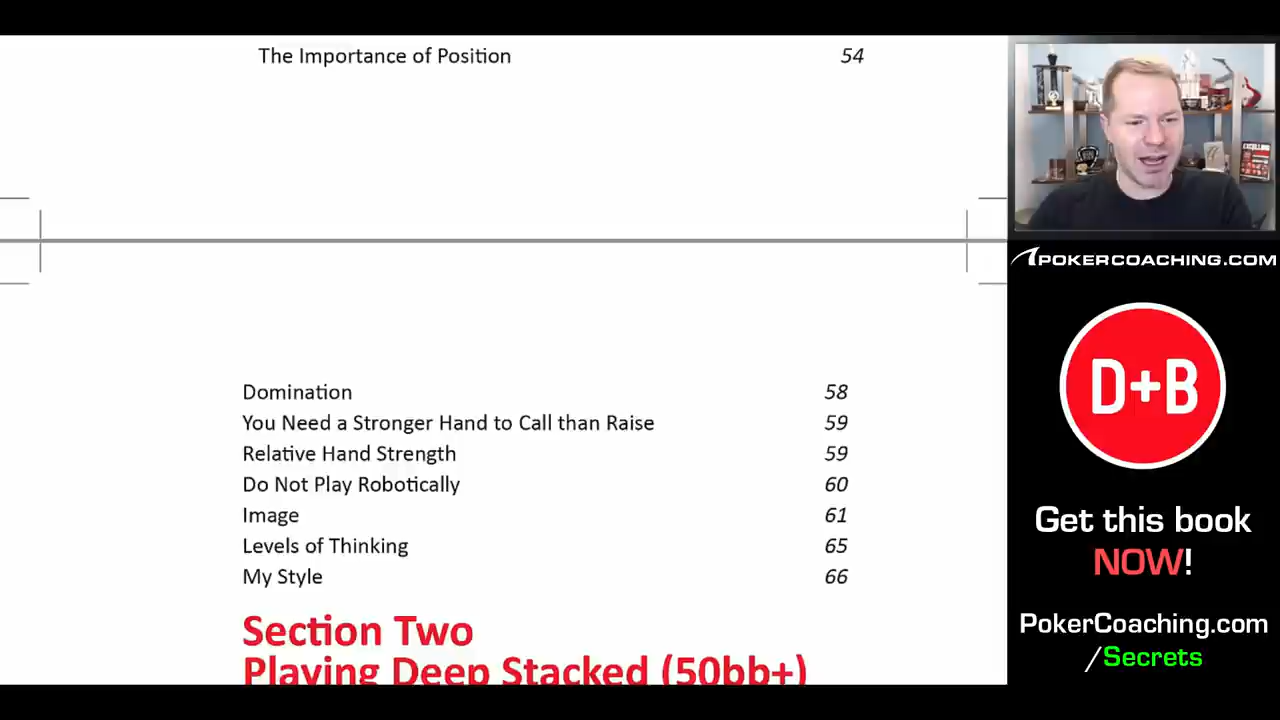 The Importance of Position 54
Domination 58
You Need a Stronger Hand to Call than Raise 59
Relative Hand Strength 59
Do Not Play Robotically 60
Image 61
Levels of Thinking 65
My Style 66
Section Two
Playing Deep Stacked (50bb+)
POKERCOACHING.COM
D+B
Get this book
NOW!
PokerCoaching.com
/Secrets